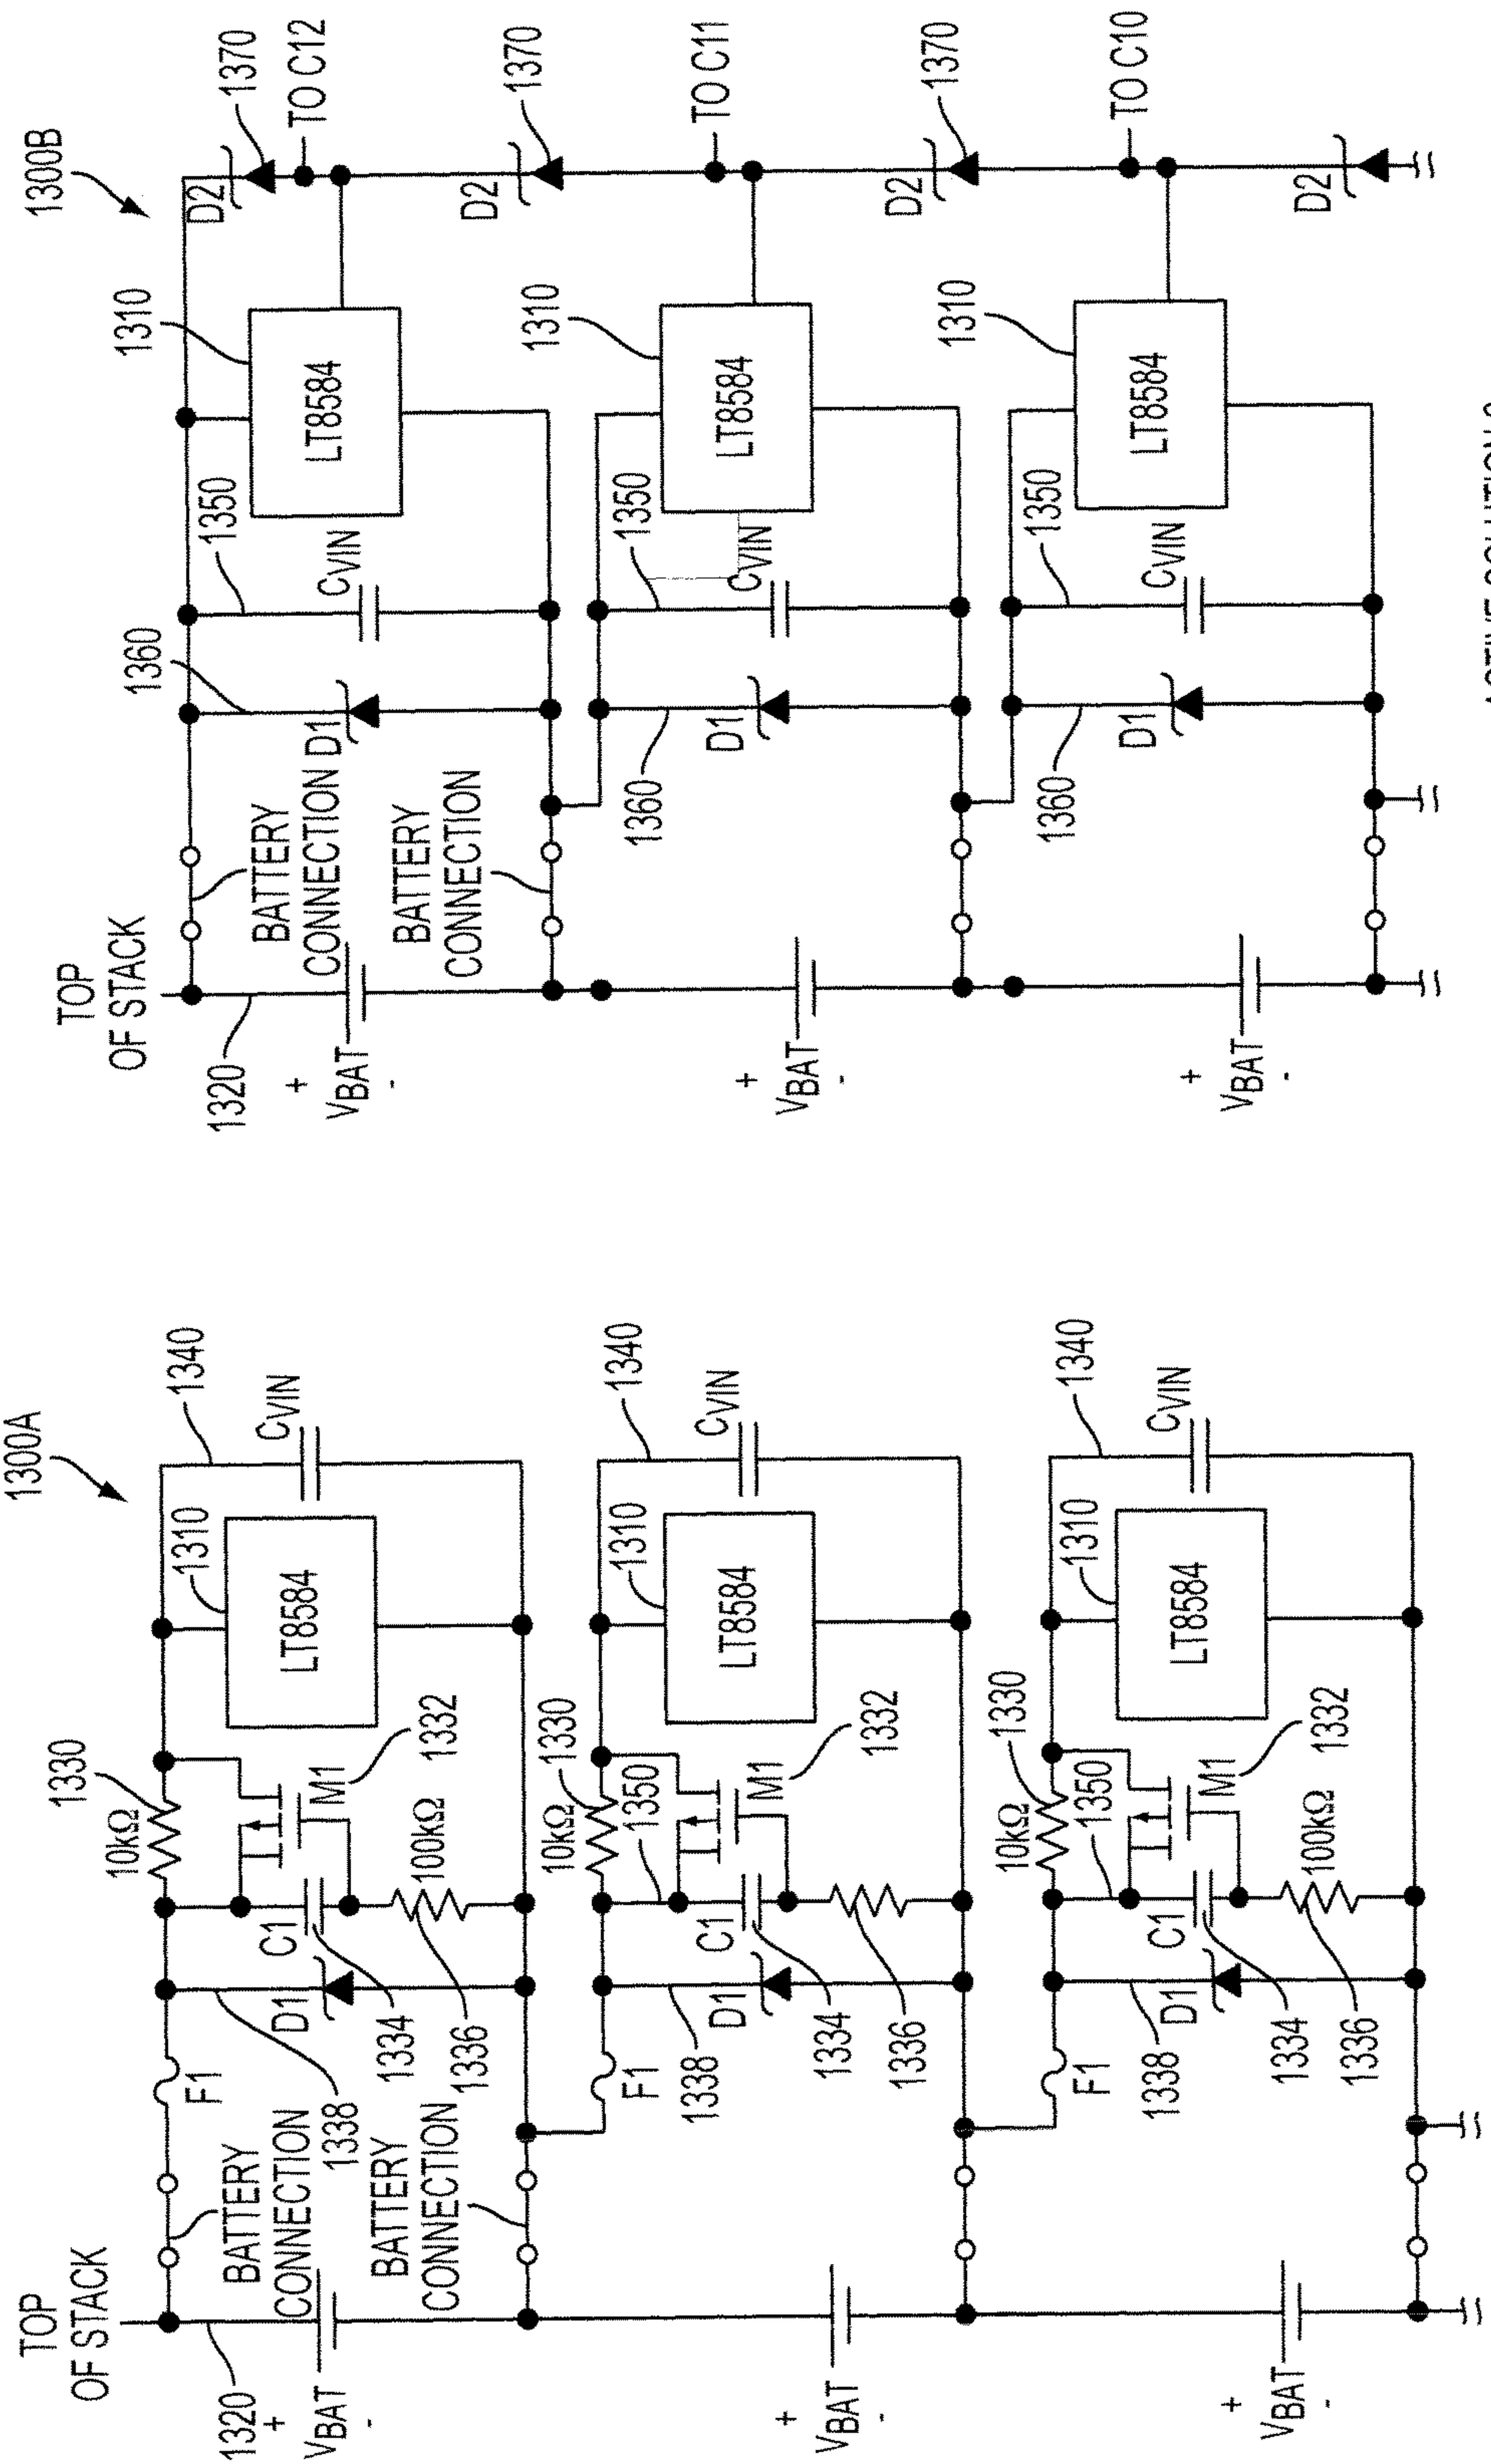 1300B
TOP
OF STACK
1320
+
VBAT
-
BATTERY
CONNECTION
BATTERY
CONNECTION
1360
D1
1350
CVIN
1310
LT8584
D2
1370
TO C12
+
VBAT
-
1360
D1
1350
CVIN
1310
LT8584
D2
1370
TO C11
+
VBAT
-
1360
D1
1350
CVIN
1310
LT8584
D2
1370
TO C10
D2
1300A
TOP
OF STACK
1320
+
VBAT
-
BATTERY
CONNECTION
BATTERY
CONNECTION
F1
1338
D1
C1
1334
1336
10kΩ
1330
100kΩ
M1
1332
1310
LT8584
1340
CVIN
+
VBAT
-
F1
1338
D1
C1
1334
1336
10kΩ
1330
1350
M1
1332
1310
LT8584
1340
CVIN
+
VBAT
-
F1
1338
D1
C1
1334
1336
10kΩ
1330
1350
100kΩ
M1
1332
1310
LT8584
1340
CVIN